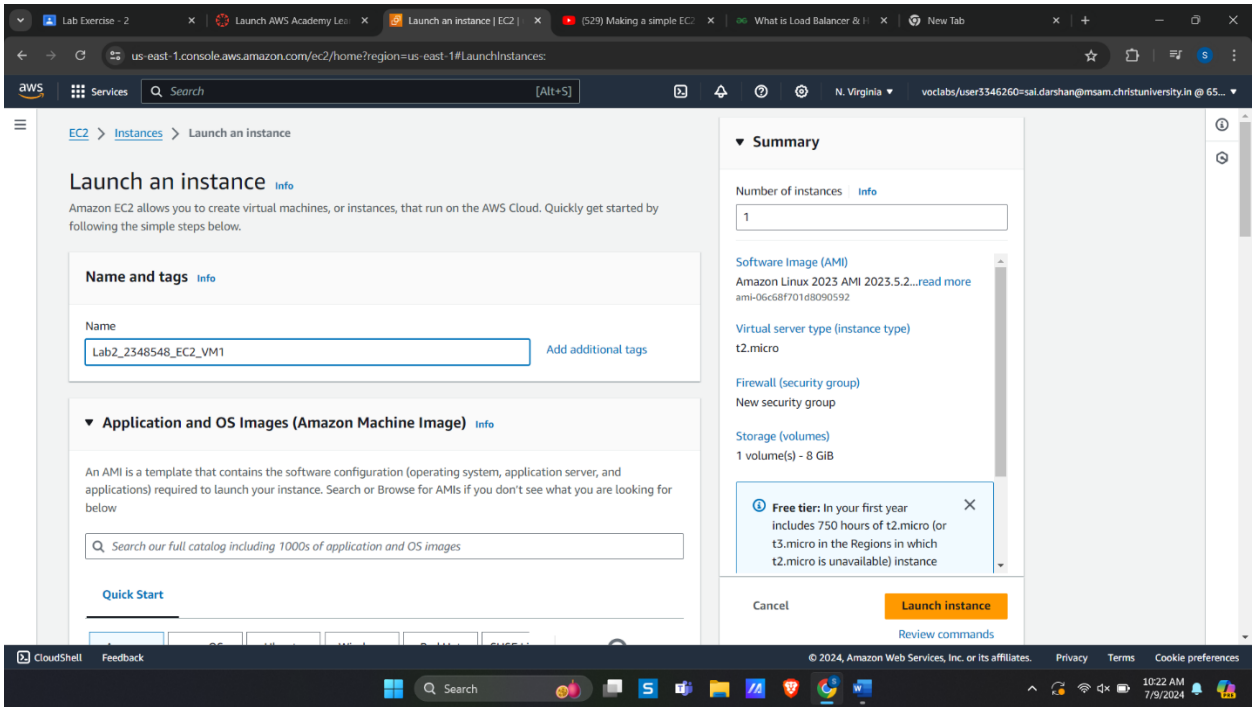 Lab Exercise - 2
Launch AWS Academy Lea
Launch an instance | EC2 |
(529) Making a simple EC2
What is Load Balancer & H
New Tab
us-east-1.console.aws.amazon.com/ec2/home?region=us-east-1#LaunchInstances:
S
aws
Services
Search
[Alt+S]
N. Virginia
voclabs/user3346260=sai.darshan@msam.christuniversity.in @ 65...
EC2 > Instances > Launch an instance
Launch an instance Info
Amazon EC2 allows you to create virtual machines, or instances, that run on the AWS Cloud. Quickly get started by
following the simple steps below.
Name and tags Info
Name
Lab2_2348548_EC2_VM1
Add additional tags
Application and OS Images (Amazon Machine Image) Info
An AMI is a template that contains the software configuration (operating system, application server, and
applications) required to launch your instance. Search or Browse for AMIs if you don't see what you are looking for
below
Search our full catalog including 1000s of application and OS images
Quick Start
Summary
Number of instances Info
1
Software Image (AMI)
Amazon Linux 2023 AMI 2023.5.2...read more
ami-06c68f701d8090592
Virtual server type (instance type)
t2.micro
Firewall (security group)
New security group
Storage (volumes)
1 volume(s) - 8 GiB
Free tier: In your first year
includes 750 hours of t2.micro (or
t3.micro in the Regions in which
t2.micro is unavailable) instance
Cancel
Launch instance
Review commands
CloudShell
Feedback
© 2024, Amazon Web Services, Inc. or its affiliates.
Privacy
Terms
Cookie preferences
Search
10:22 AM
7/9/2024